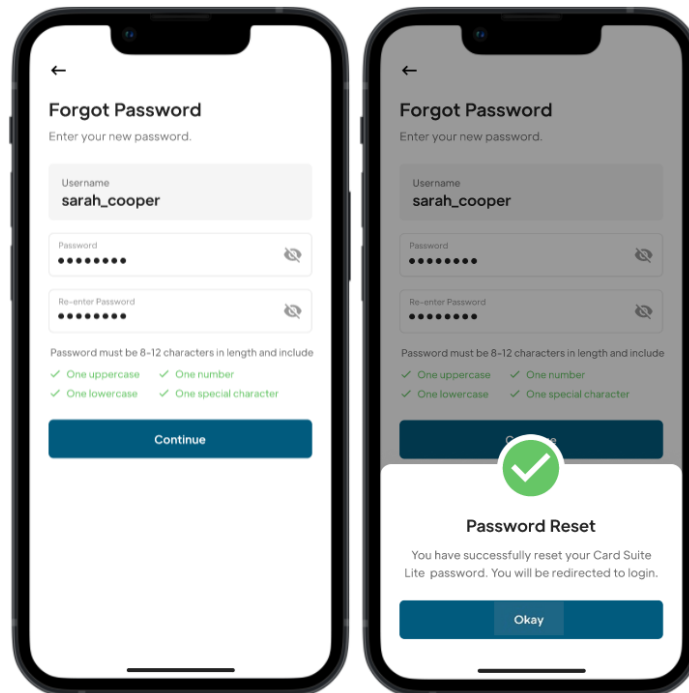 Forgot Password
Enter your new password.
Username
sarah_cooper
Password
Re-enter Password
Password must be 8-12 characters in length and include
One uppercase
One number
One lowercase
One special character
Continue
Forgot Password
Enter your new password.
Username
sarah_cooper
Password
Re-enter Password
Password must be 8-12 characters in length and include
One uppercase
One number
One lowercase
One special character
Password Reset
You have successfully reset your Card Suite
Lite password. You will be redirected to login.
Okay